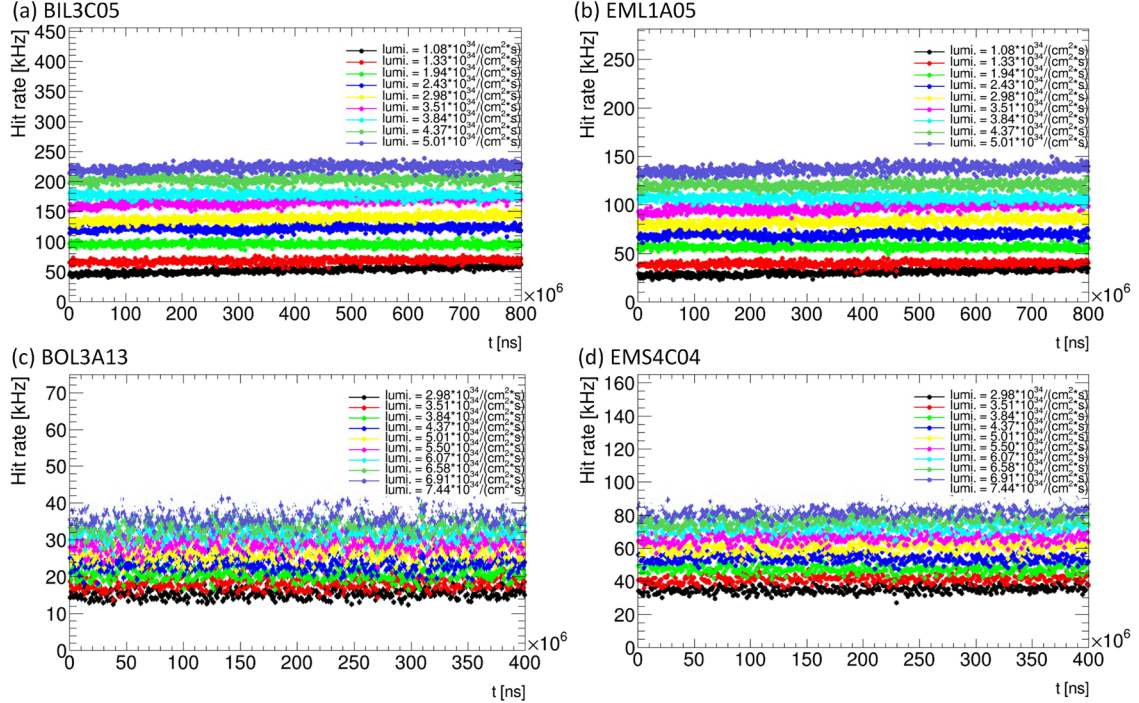 (a) BIL3C05
Hit rate [kHz]
450
400
350
300
250
200
150
100
50
0
lumi. = 1.08*10^34/(cm^2*s)
lumi. = 1.33*10^34/(cm^2*s)
lumi. = 1.94*10^34/(cm^2*s)
lumi. = 2.43*10^34/(cm^2*s)
lumi. = 2.98*10^34/(cm^2*s)
lumi. = 3.51*10^34/(cm^2*s)
lumi. = 3.84*10^34/(cm^2*s)
lumi. = 4.37*10^34/(cm^2*s)
lumi. = 5.01*10^34/(cm^2*s)
0 100 200 300 400 500 600 700 800
×10^6
t [ns]
(b) EML1A05
Hit rate [kHz]
250
200
150
100
50
0
lumi. = 1.08*10^34/(cm^2*s)
lumi. = 1.33*10^34/(cm^2*s)
lumi. = 1.94*10^34/(cm^2*s)
lumi. = 2.43*10^34/(cm^2*s)
lumi. = 2.98*10^34/(cm^2*s)
lumi. = 3.51*10^34/(cm^2*s)
lumi. = 3.84*10^34/(cm^2*s)
lumi. = 4.37*10^34/(cm^2*s)
lumi. = 5.01*10^34/(cm^2*s)
0 100 200 300 400 500 600 700 800
×10^6
t [ns]
(c) BOL3A13
Hit rate [kHz]
70
60
50
40
30
20
10
0
lumi. = 2.98*10^34/(cm^2*s)
lumi. = 3.51*10^34/(cm^2*s)
lumi. = 3.84*10^34/(cm^2*s)
lumi. = 4.37*10^34/(cm^2*s)
lumi. = 5.01*10^34/(cm^2*s)
lumi. = 5.50*10^34/(cm^2*s)
lumi. = 6.07*10^34/(cm^2*s)
lumi. = 6.58*10^34/(cm^2*s)
lumi. = 6.91*10^34/(cm^2*s)
lumi. = 7.44*10^34/(cm^2*s)
0 50 100 150 200 250 300 350 400
×10^6
t [ns]
(d) EMS4C04
Hit rate [kHz]
160
140
120
100
80
60
40
20
0
lumi. = 2.98*10^34/(cm^2*s)
lumi. = 3.51*10^34/(cm^2*s)
lumi. = 3.84*10^34/(cm^2*s)
lumi. = 4.37*10^34/(cm^2*s)
lumi. = 5.01*10^34/(cm^2*s)
lumi. = 5.50*10^34/(cm^2*s)
lumi. = 6.07*10^34/(cm^2*s)
lumi. = 6.58*10^34/(cm^2*s)
lumi. = 6.91*10^34/(cm^2*s)
lumi. = 7.44*10^34/(cm^2*s)
0 50 100 150 200 250 300 350 400
×10^6
t [ns]